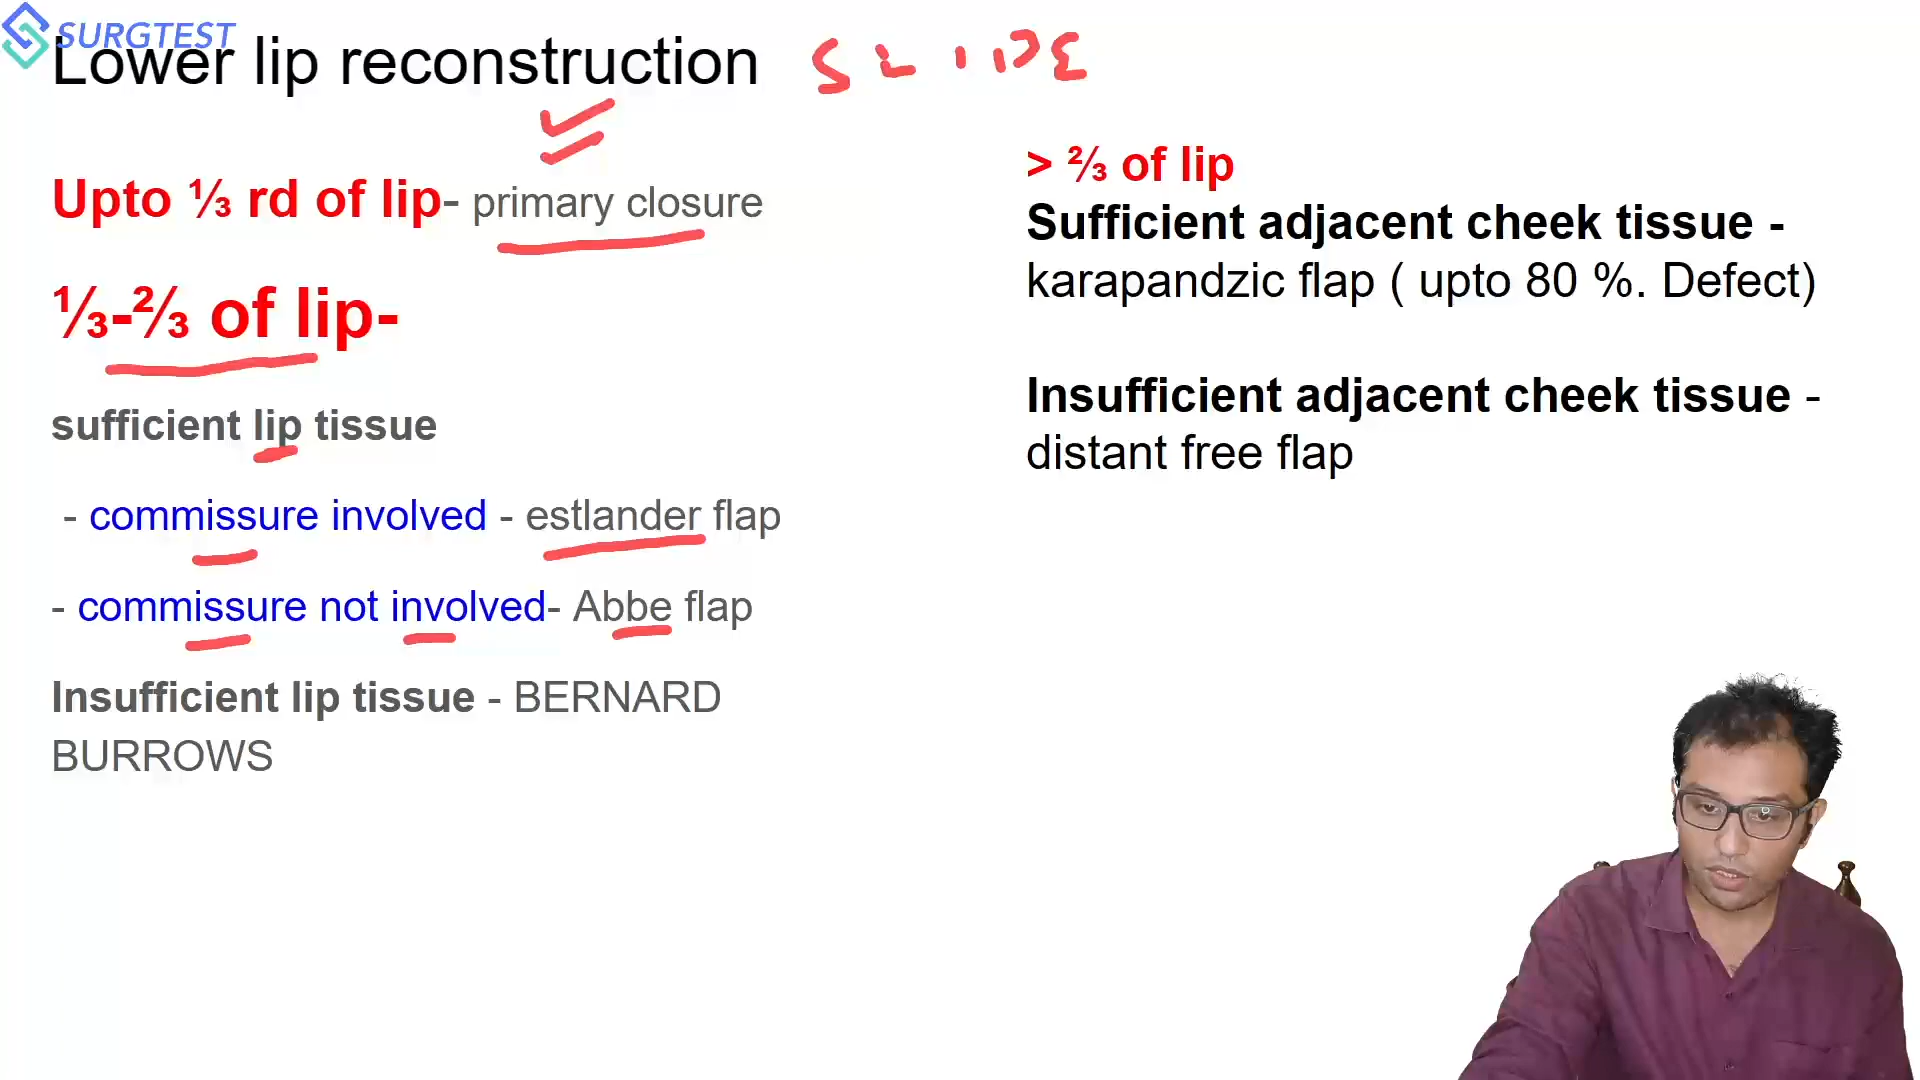 SURGTEST
Lower lip reconstruction
SLIDE
Upto ⅓ rd of lip- primary closure
⅓-⅔ of lip-
sufficient lip tissue
- commissure involved - estlander flap
- commissure not involved- Abbe flap
Insufficient lip tissue - BERNARD
BURROWS
> ⅔ of lip
Sufficient adjacent cheek tissue -
karapandzic flap ( upto 80 %. Defect)
Insufficient adjacent cheek tissue -
distant free flap